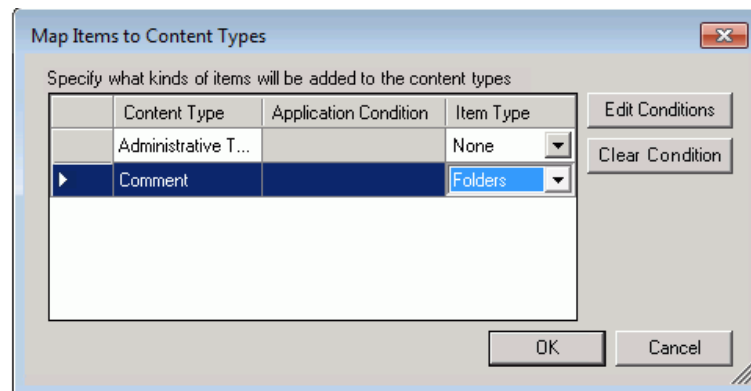 Map Items to Content Types
Specify what kinds of items will be added to the content types
Content Type Application Condition Item Type
Administrative T... None
Comment Folders
Edit Conditions
Clear Condition
OK Cancel